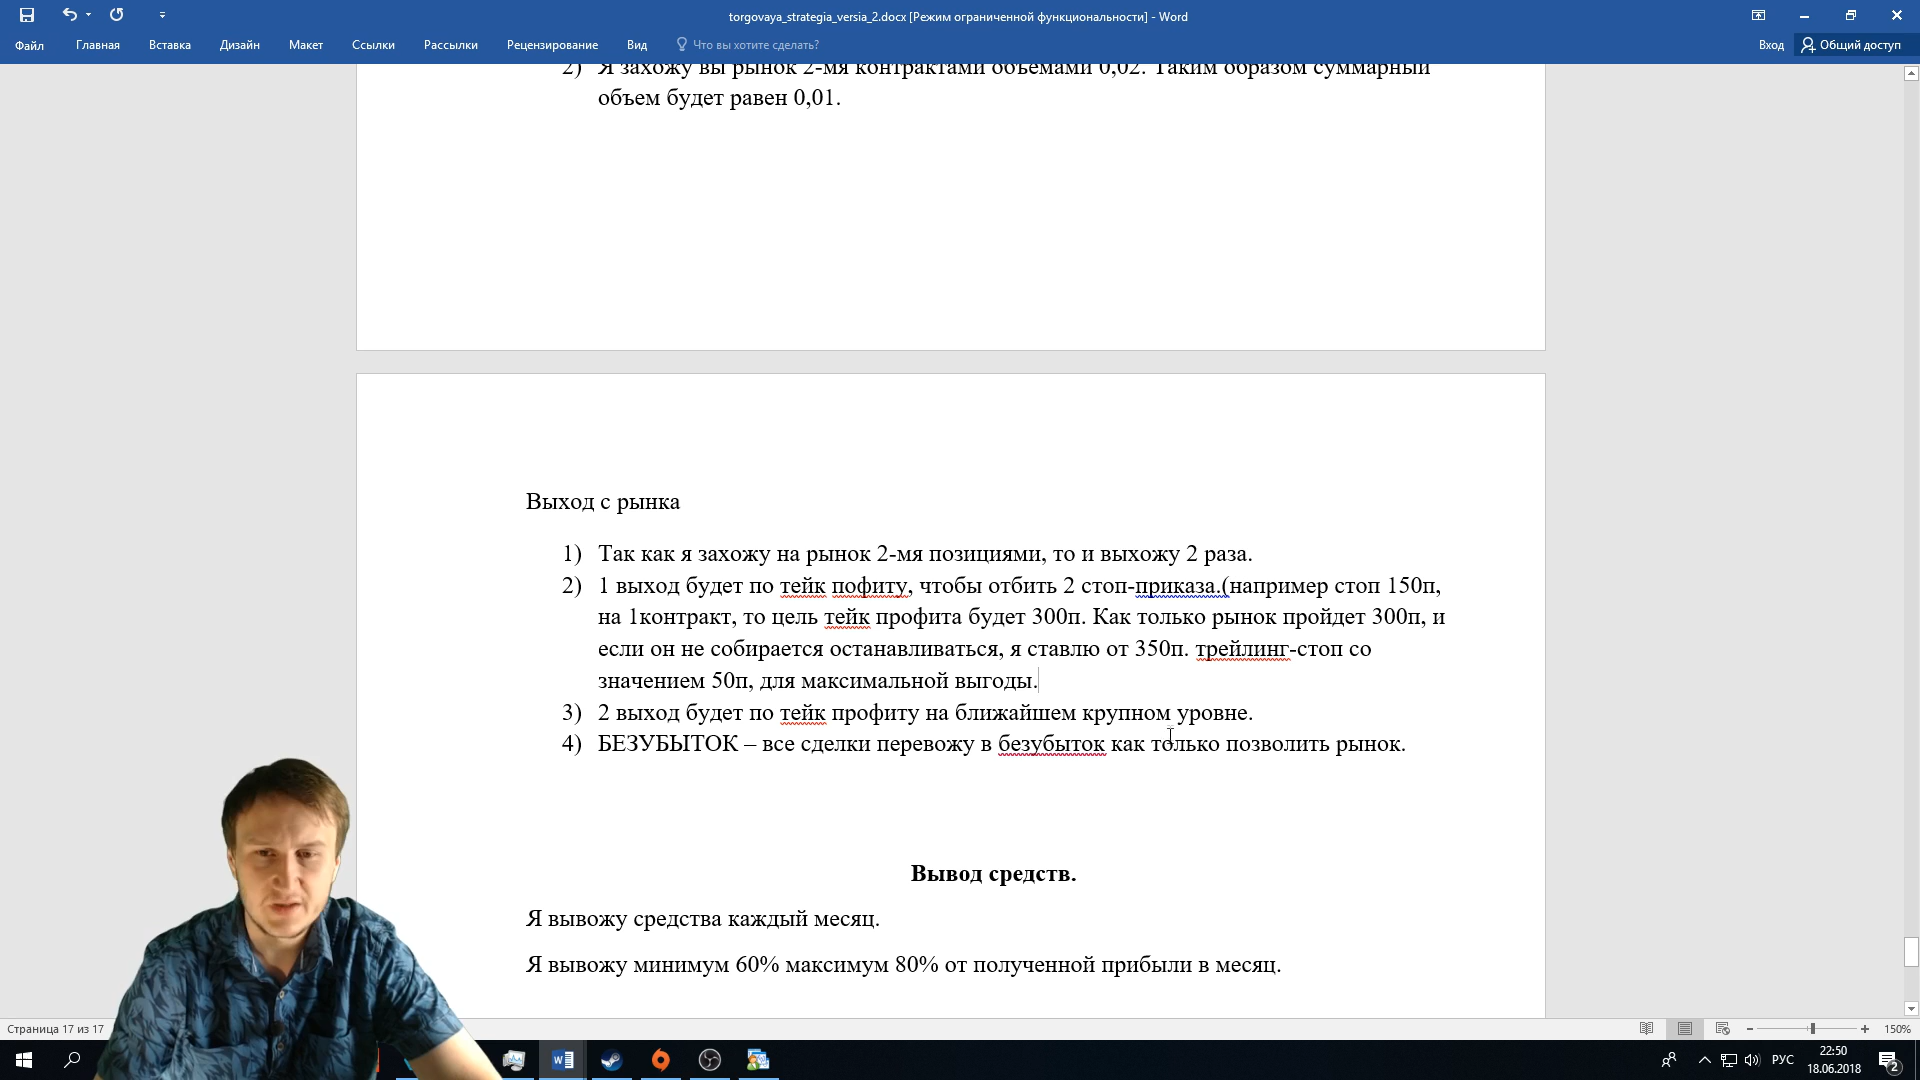 torgovaya_strategia_versia_2.docx [Режим ограниченной функциональности] - Word
Файл Главная Вставка Дизайн Макет Ссылки Рассылки Рецензирование Вид Что вы хотите сделать? Вход Общий доступ
2) Я захожу вы рынок 2-мя контрактами объемами 0,02. Таким образом суммарный
объем будет равен 0,01.
Выход с рынка
1) Так как я захожу на рынок 2-мя позициями, то и выхожу 2 раза.
2) 1 выход будет по тейк пофиту, чтобы отбить 2 стоп-приказа.(например стоп 150п,
на 1контракт, то цель тейк профита будет 300п. Как только рынок пройдет 300п, и
если он не собирается останавливаться, я ставлю от 350п. трейлинг-стоп со
значением 50п, для максимальной выгоды.
3) 2 выход будет по тейк профиту на ближайшем крупном уровне.
4) БЕЗУБЫТОК – все сделки перевожу в безубыток как только позволить рынок.
Вывод средств.
Я вывожу средства каждый месяц.
Я вывожу минимум 60% максимум 80% от полученной прибыли в месяц.
Страница 17 из 17
150%
РУС
22:50
18.06.2018
2